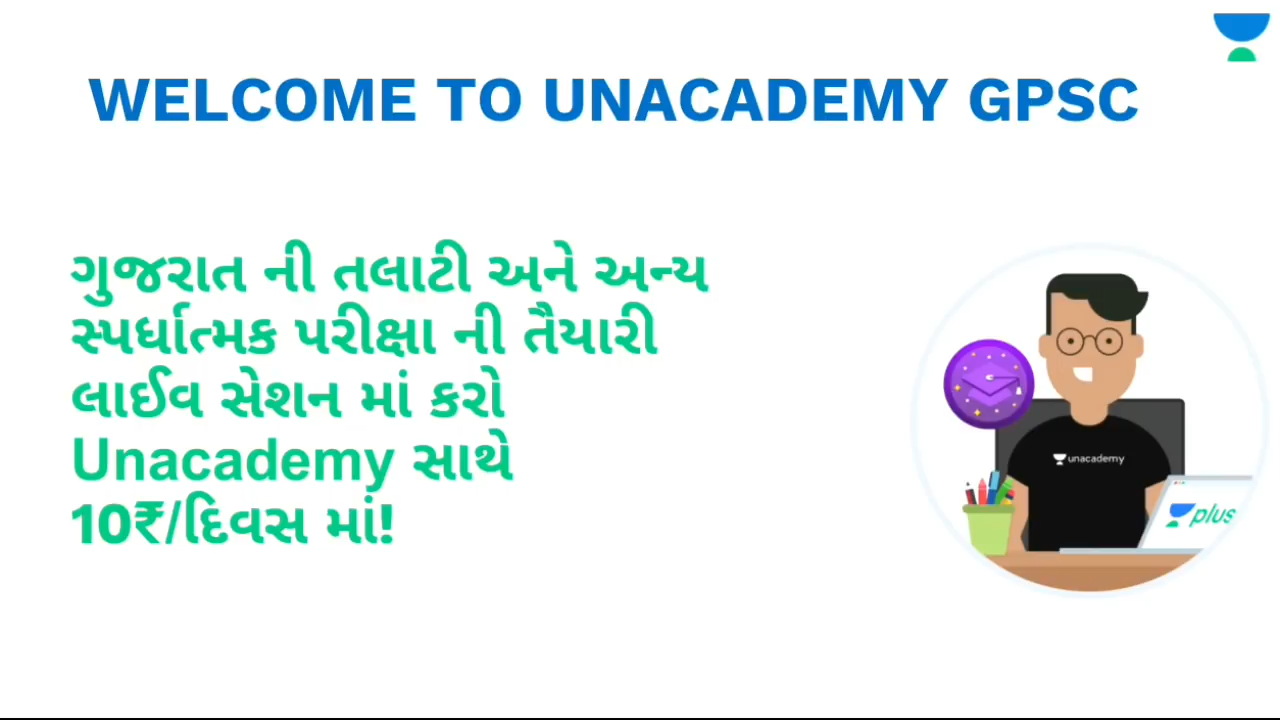 WELCOME TO UNACADEMY GPSC
ગુજરાત ની તલાટી અને અન્ય
સ્પર્ધાત્મક પરીક્ષા ની તૈયારી
લાઈવ સેશન માં કરો
Unacademy સાથે
10₹/દિવસ માં!
unacademy
plus